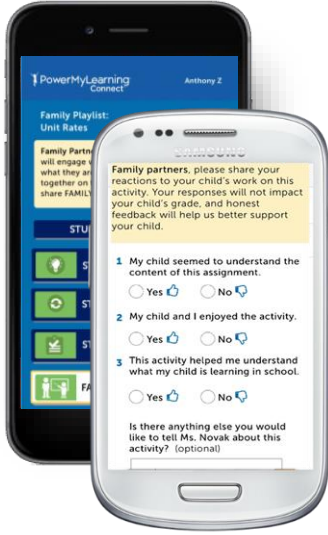 PowerMyLearning
Connect
Anthony Z
Family Playlist:
Unit Rates
Family Partn
will engage
what they ar
together on
share FAMILY
STU
ST
ST
ST
FA
SAMSUNG
Family partners, please share your
reactions to your child's work on this
activity. Your responses will not impact
your child's grade, and honest
feedback will help us better support
your child.
1 My child seemed to understand the
content of this assignment.
Yes No
2 My child and I enjoyed the activity.
Yes No
3 This activity helped me understand
what my child is learning in school.
Yes No
Is there anything else you would
like to tell Ms. Novak about this
activity? (optional)